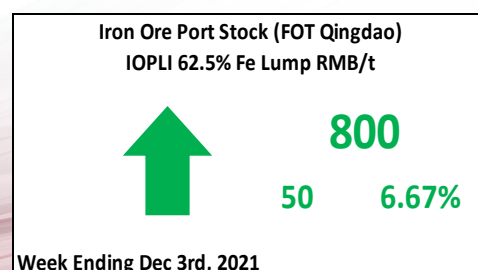 Iron Ore Port Stock (FOT Qingdao)
IOPLI 62.5% Fe Lump RMB/t
800
50 6.67%
Week Ending Dec 3rd, 2021